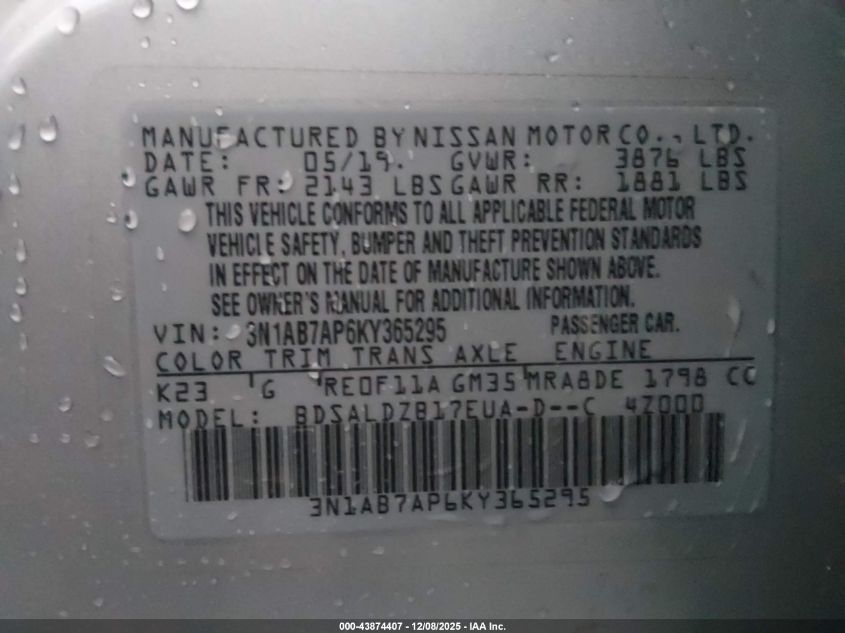 MANUFACTURED BY NISSAN MOTOR CO., LTD.
DATE: 05/19. GVWR: 3876 LBS
GAWR FR: 2143 LBS GAWR RR: 1881 LBS
THIS VEHICLE CONFORMS TO ALL APPLICABLE FEDERAL MOTOR
VEHICLE SAFETY, BUMPER AND THEFT PREVENTION STANDARDS
IN EFFECT ON THE DATE OF MANUFACTURE SHOWN ABOVE.
SEE OWNER'S MANUAL FOR ADDITIONAL INFORMATION.
VIN: 3N1AB7AP6KY365295 PASSENGER CAR.
COLOR TRIM TRANS AXLE ENGINE
K23 G RE0F11A GM35 MRA8DE 1798 CC
MODEL: BDSALDZB17EUA-D--C 4Z000
3N1AB7AP6KY365295
000-43874407 - 12/08/2025 - IAA Inc.